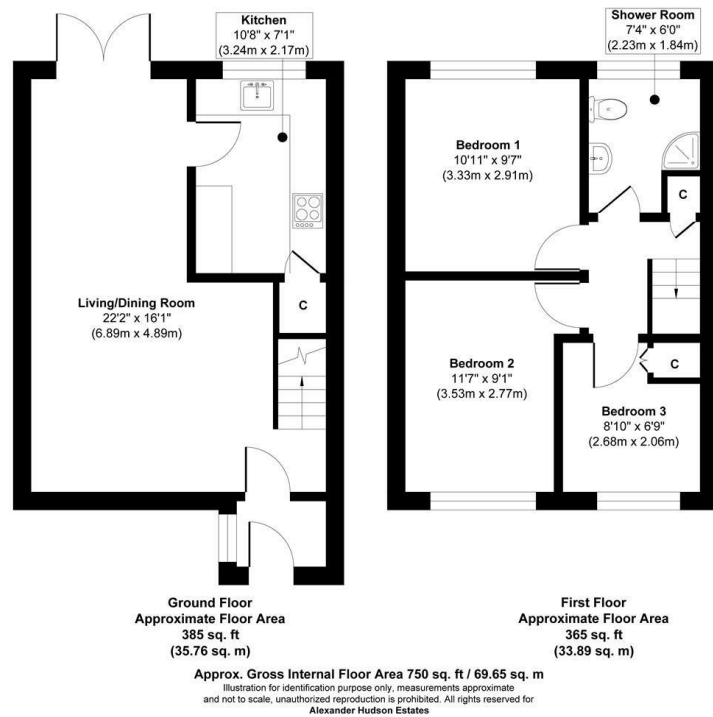 Kitchen
10'8" x 7'1"
(3.24m x 2.17m)
Shower Room
7'4" x 6'0"
(2.23m x 1.84m)
Bedroom 1
10'11" x 9'7"
(3.33m x 2.91m)
C
Living/Dining Room
22'2" x 16'1"
(6.89m x 4.89m)
C
Bedroom 2
11'7" x 9'1"
(3.53m x 2.77m)
C
Bedroom 3
8'10" x 6'9"
(2.68m x 2.06m)
Ground Floor
Approximate Floor Area
385 sq. ft
(35.76 sq. m)
First Floor
Approximate Floor Area
365 sq. ft
(33.89 sq. m)
Approx. Gross Internal Floor Area 750 sq. ft / 69.65 sq. m
Illustration for identification purpose only, measurements approximate
and not to scale, unauthorized reproduction is prohibited. All rights reserved for
Alexander Hudson Estates